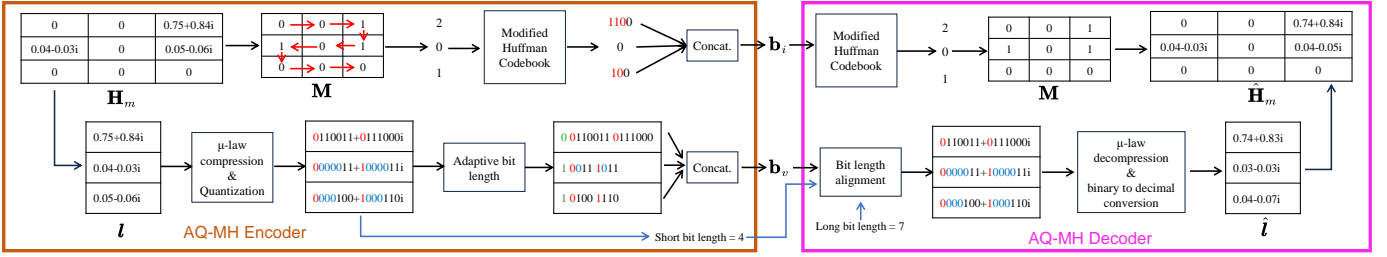 0 0 0.75+0.84i
0.04-0.03i 0 0.05-0.06i
0 0 0
H_m
0 0 1
1 0 1
0 0 0
M
2
0
1
Modified
Huffman
Codebook
1100
0
100
Concat.
b_i
Modified
Huffman
Codebook
2
0
1
0 0 1
1 0 1
0 0 0
M
0 0 0.74+0.84i
0.04-0.03i 0 0.04-0.05i
0 0 0
Ĥ_m
0.75+0.84i
0.04-0.03i
0.05-0.06i
l
μ-law
compression
&
Quantization
0110011+0111000i
0000011+1000011i
0000100+1000110i
Adaptive bit
length
0 0110011 0111000
1 0011 1011
1 0100 1110
Concat.
b_v
Bit length
alignment
0110011+0111000i
0000011+1000011i
0000100+1000110i
μ-law
decompression
&
binary to decimal
conversion
0.74+0.83i
0.03-0.03i
0.04-0.07i
l̂
AQ-MH Encoder
Short bit length = 4
Long bit length = 7
AQ-MH Decoder